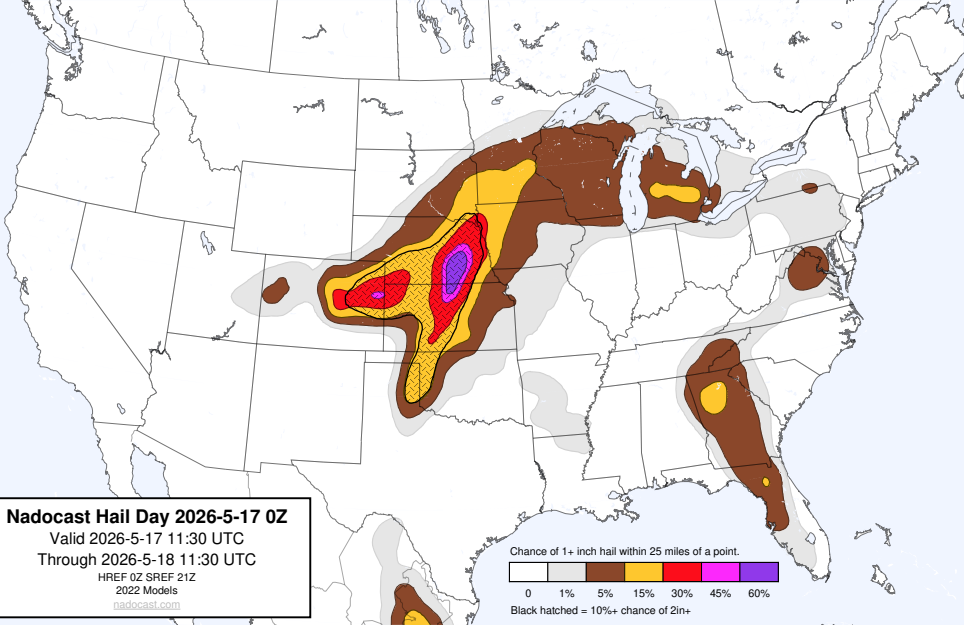 Nadocast Hail Day 2026-5-17 0Z
Valid 2026-5-17 11:30 UTC
Through 2026-5-18 11:30 UTC
HREF 0Z SREF 21Z
2022 Models
nadocast.com
Chance of 1+ inch hail within 25 miles of a point.
0 1% 5% 15% 30% 45% 60%
Black hatched = 10%+ chance of 2in+